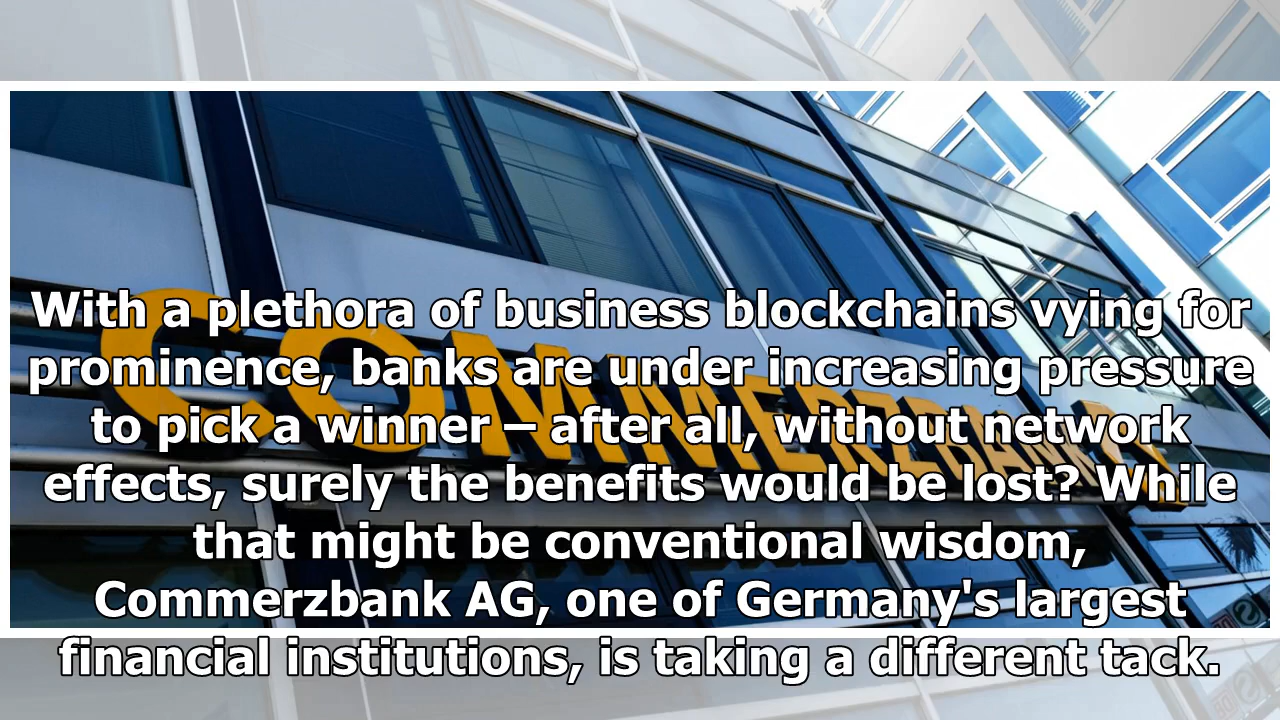 With a plethora of business blockchains vying for
prominence, banks are under increasing pressure
to pick a winner – after all, without network
effects, surely the benefits would be lost? While
that might be conventional wisdom,
Commerzbank AG, one of Germany's largest
financial institutions, is taking a different tack.
COMMERZBANK